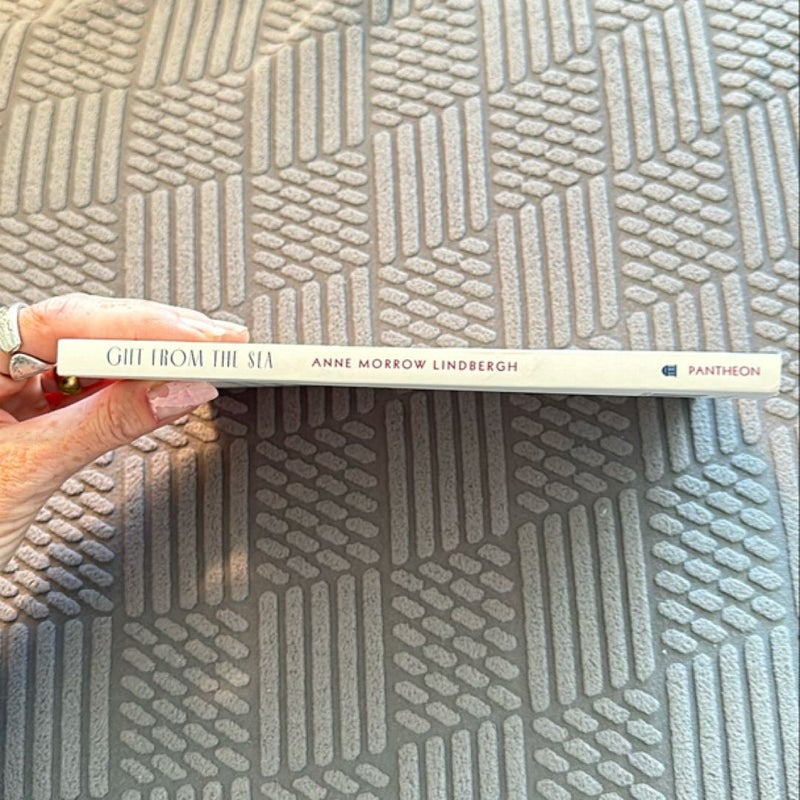 GIFT FROM THE SEA ANNE MORROW LINDBERGH PANTHEON